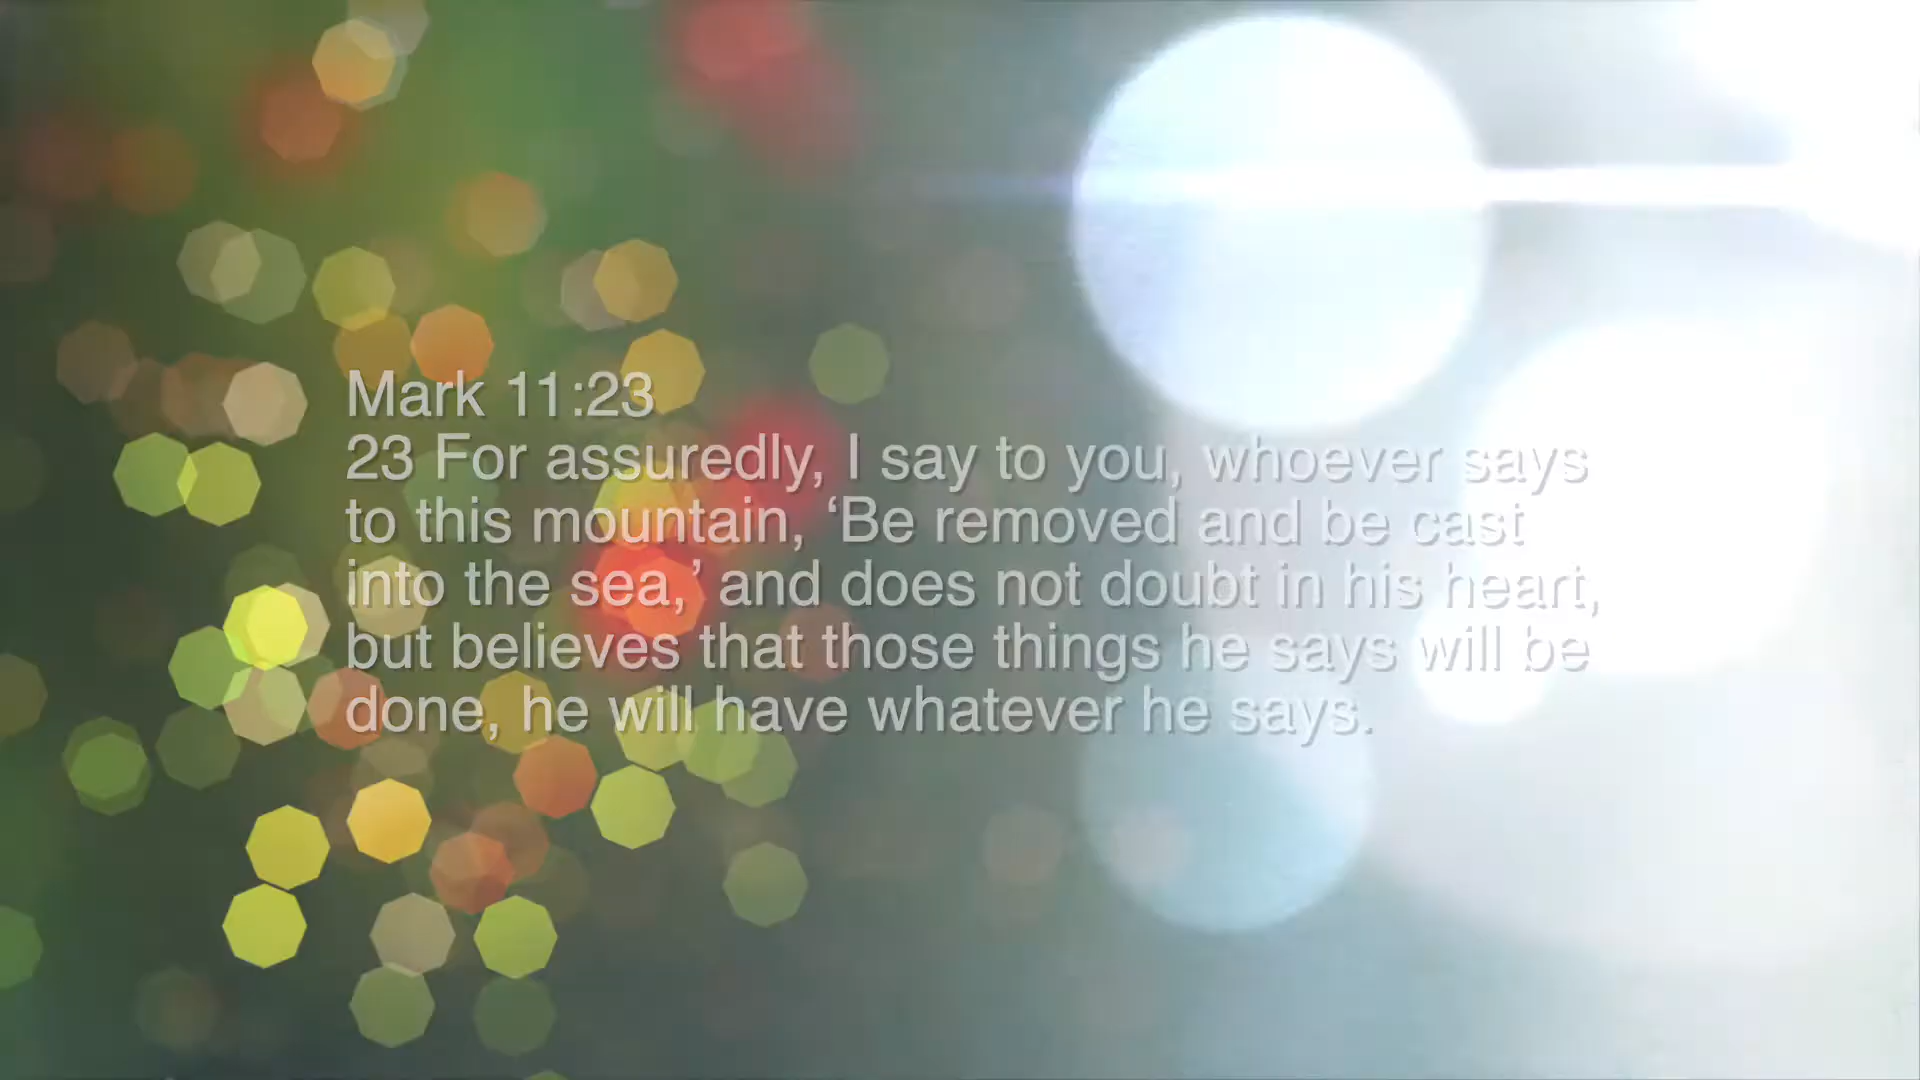 Mark 11:23
23 For assuredly, I say to you, whoever says
to this mountain, ‘Be removed and be cast
into the sea,’ and does not doubt in his heart,
but believes that those things he says will be
done, he will have whatever he says.